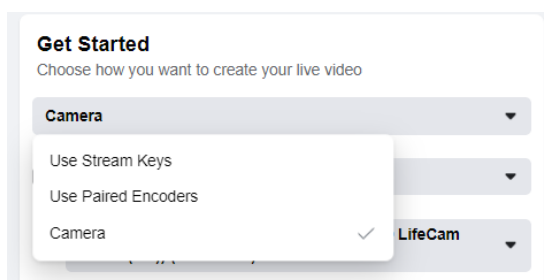 Get Started
Choose how you want to create your live video
Camera
Use Stream Keys
Use Paired Encoders
Camera
LifeCam